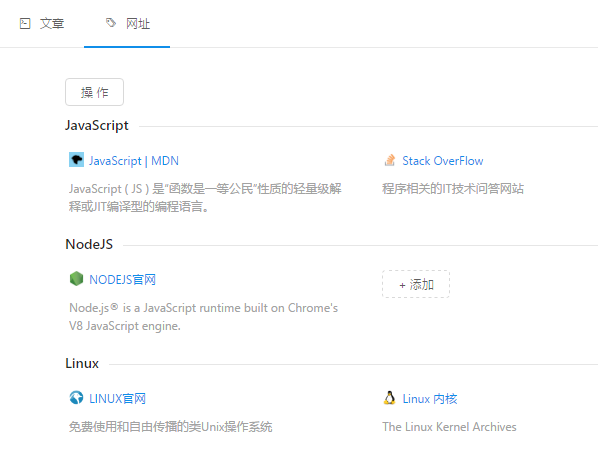 文章 网址
操 作
JavaScript
JavaScript | MDN Stack OverFlow
JavaScript ( JS ) 是“函数是一等公民”性质的轻量级解 程序相关的IT技术问答网站
释或JIT编译型的编程语言。
NodeJS
NODEJS官网 + 添加
Node.js® is a JavaScript runtime built on Chrome's
V8 JavaScript engine.
Linux
LINUX官网 Linux 内核
免费使用和自由传播的类Unix操作系统 The Linux Kernel Archives